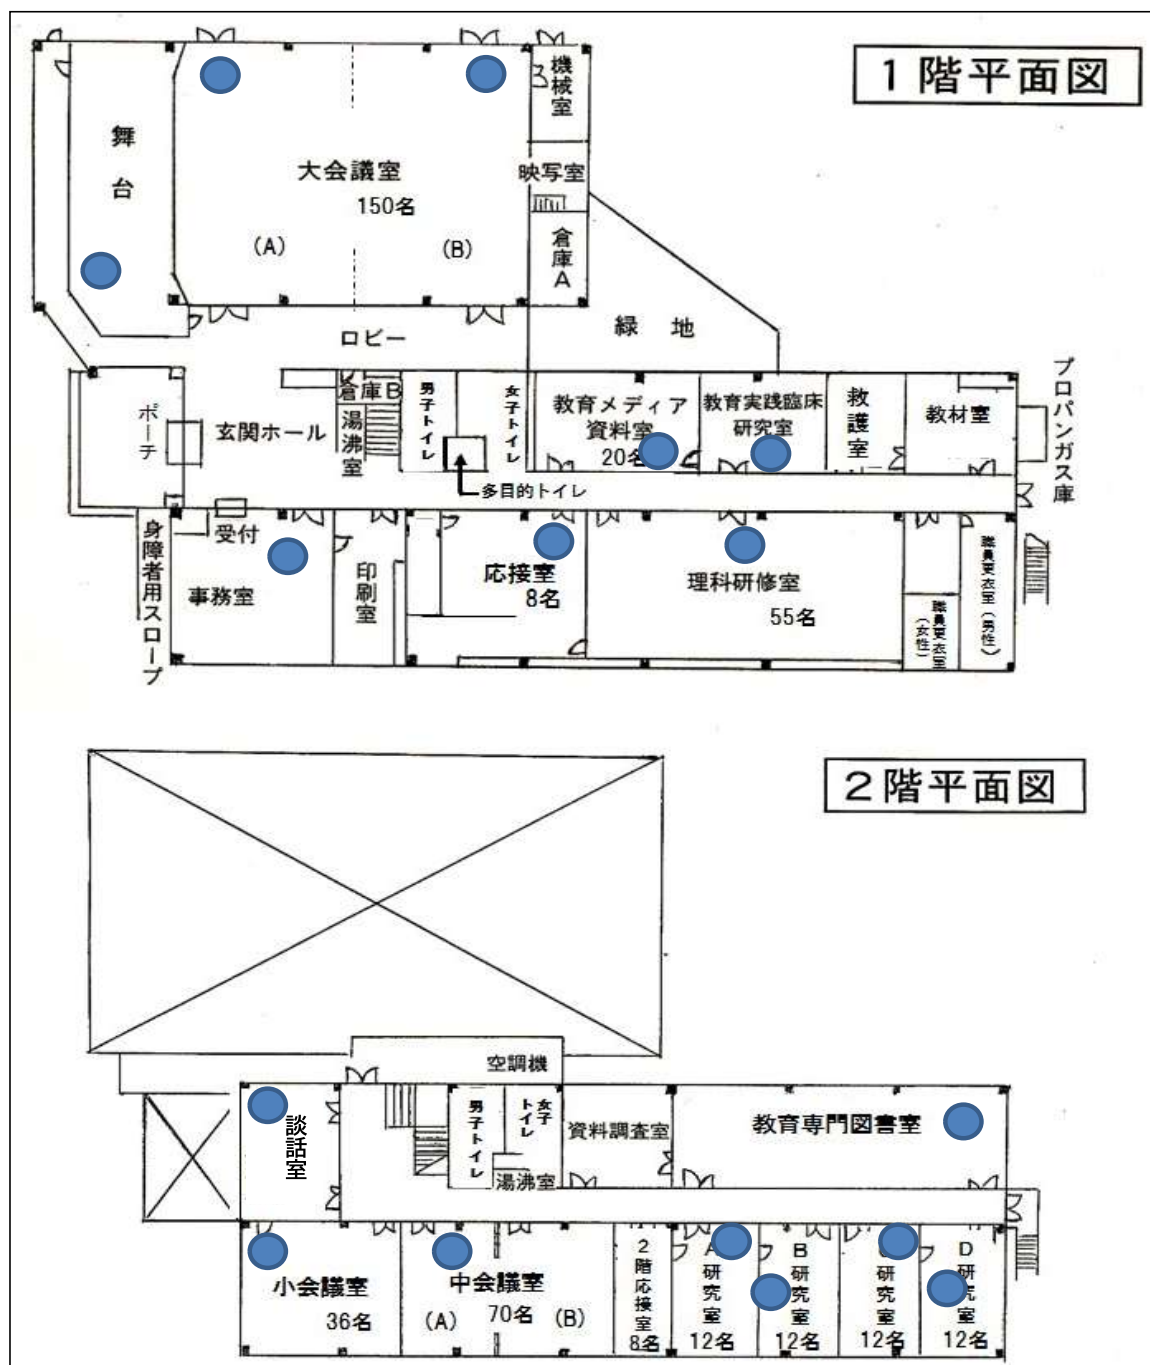 1階平面図
機械室
舞台
大会議室
150名
映写室
(A)
(B)
倉庫A
緑地
ロビー
プロパンガス庫
ポーチ
玄関ホール
倉庫B
湯沸室
男子トイレ
女子トイレ
教育メディア
資料室
20名
教育実践臨床
研究室
救護室
教材室
多目的トイレ
身障者用スロープ
受付
事務室
印刷室
応接室
8名
理科研修室
55名
職員更衣室(女性)
職員更衣室(男性)
2階平面図
空調機
談話室
男子トイレ
女子
トイレ
湯沸室
資料調査室
教育専門図書室
小会議室
36名
中会議室
70名
(A)
(B)
2階応接室
8名
A研究室
12名
B研究室
12名
研究室
12名
D研究室
12名